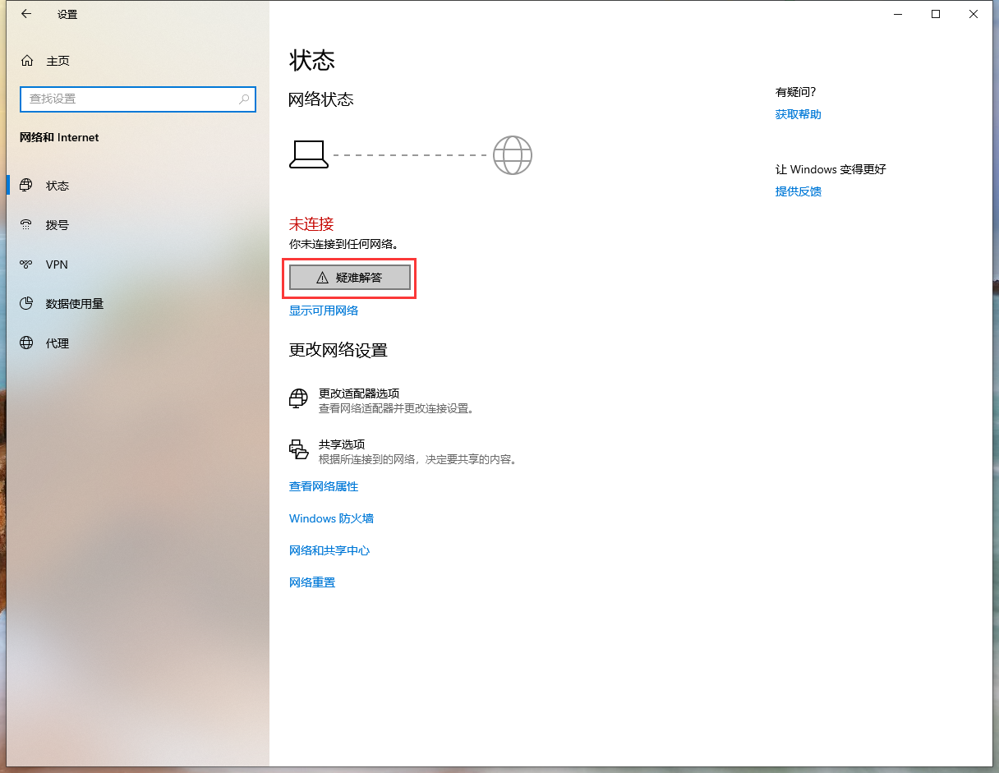 设置
主页
查找设置
网络和 Internet
状态
拨号
VPN
数据使用量
代理
状态
网络状态
未连接
你未连接到任何网络。
疑难解答
显示可用网络
更改网络设置
更改适配器选项
查看网络适配器并更改连接设置。
共享选项
根据所连接到的网络，决定要共享的内容。
查看网络属性
Windows 防火墙
网络和共享中心
网络重置
有疑问?
获取帮助
让 Windows 变得更好
提供反馈